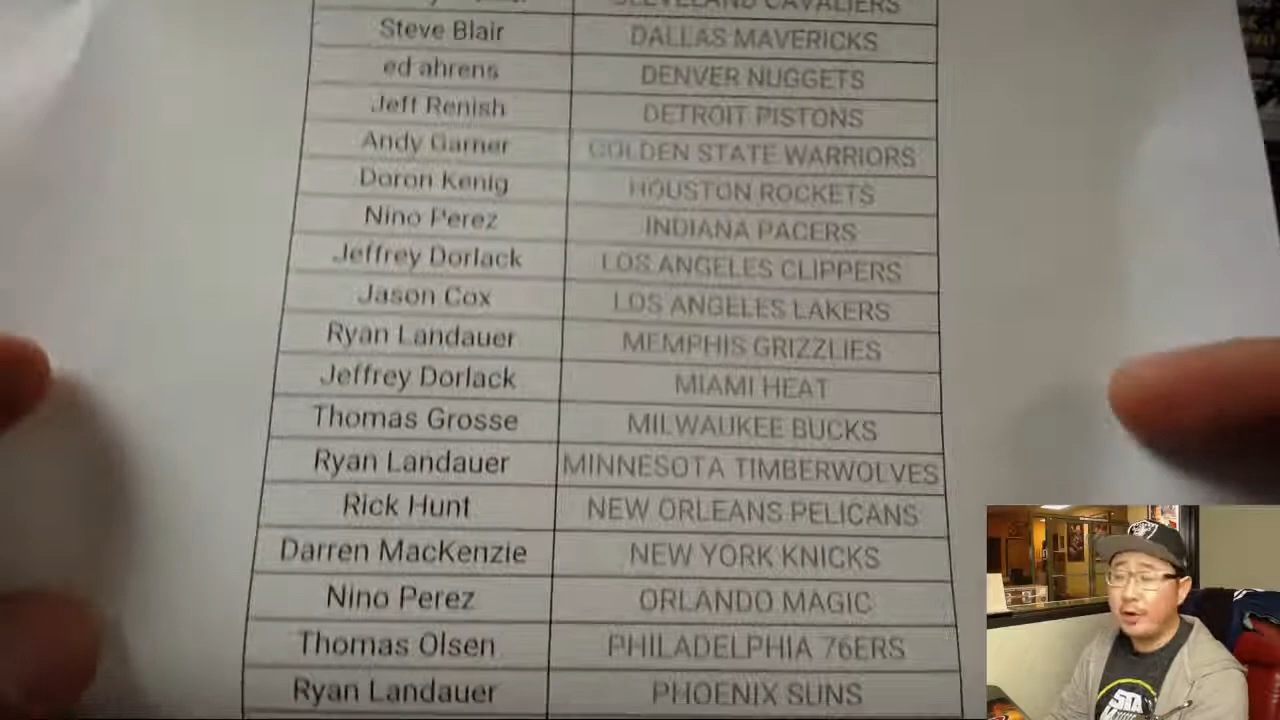 CLEVELAND CAVALIERS
Steve Blair DALLAS MAVERICKS
ed ahrens DENVER NUGGETS
Jeff Renish DETROIT PISTONS
Andy Garner GOLDEN STATE WARRIORS
Doron Kenig HOUSTON ROCKETS
Nino Perez INDIANA PACERS
Jeffrey Dorlack LOS ANGELES CLIPPERS
Jason Cox LOS ANGELES LAKERS
Ryan Landauer MEMPHIS GRIZZLIES
Jeffrey Dorlack MIAMI HEAT
Thomas Grosse MILWAUKEE BUCKS
Ryan Landauer MINNESOTA TIMBERWOLVES
Rick Hunt NEW ORLEANS PELICANS
Darren MacKenzie NEW YORK KNICKS
Nino Perez ORLANDO MAGIC
Thomas Olsen PHILADELPHIA 76ERS
Ryan Landauer PHOENIX SUNS